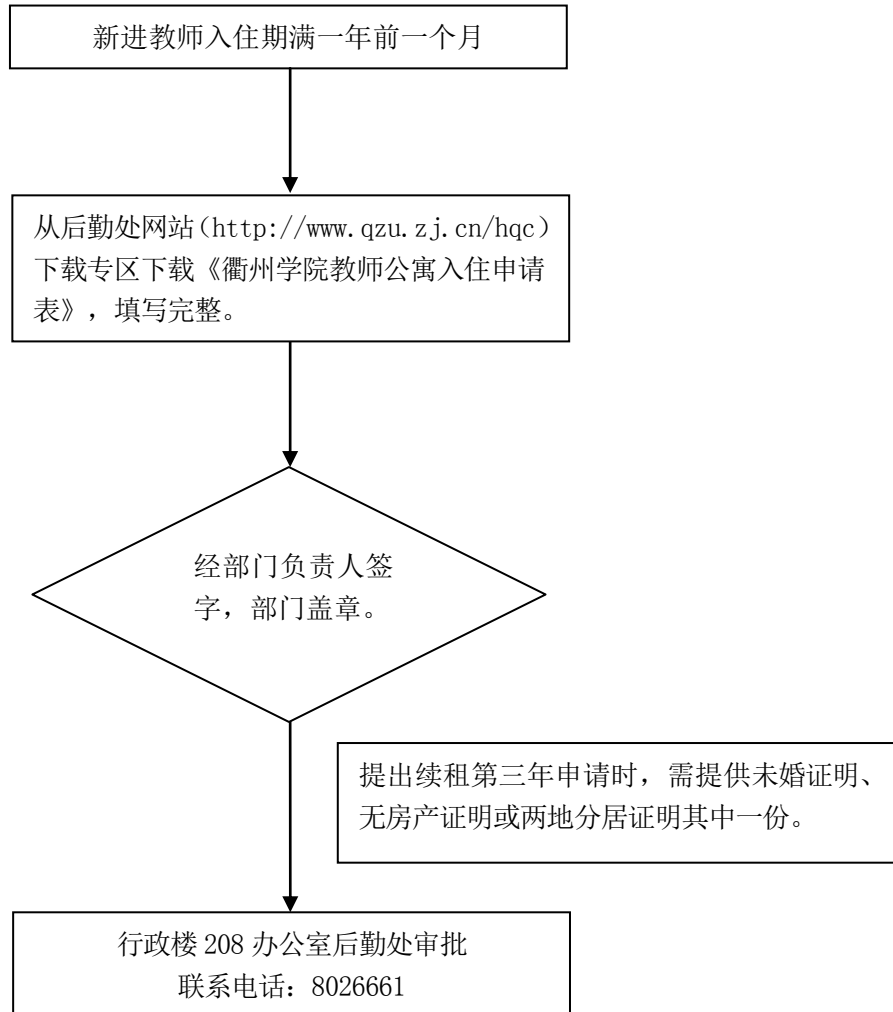 新进教师入住期满一年前一个月
从后勤处网站(http://www.qzu.zj.cn/hqc)
下载专区下载《衢州学院教师公寓入住申请
表》，填写完整。
经部门负责人签
字，部门盖章。
提出续租第三年申请时，需提供未婚证明、
无房产证明或两地分居证明其中一份。
行政楼 208 办公室后勤处审批
联系电话：8026661